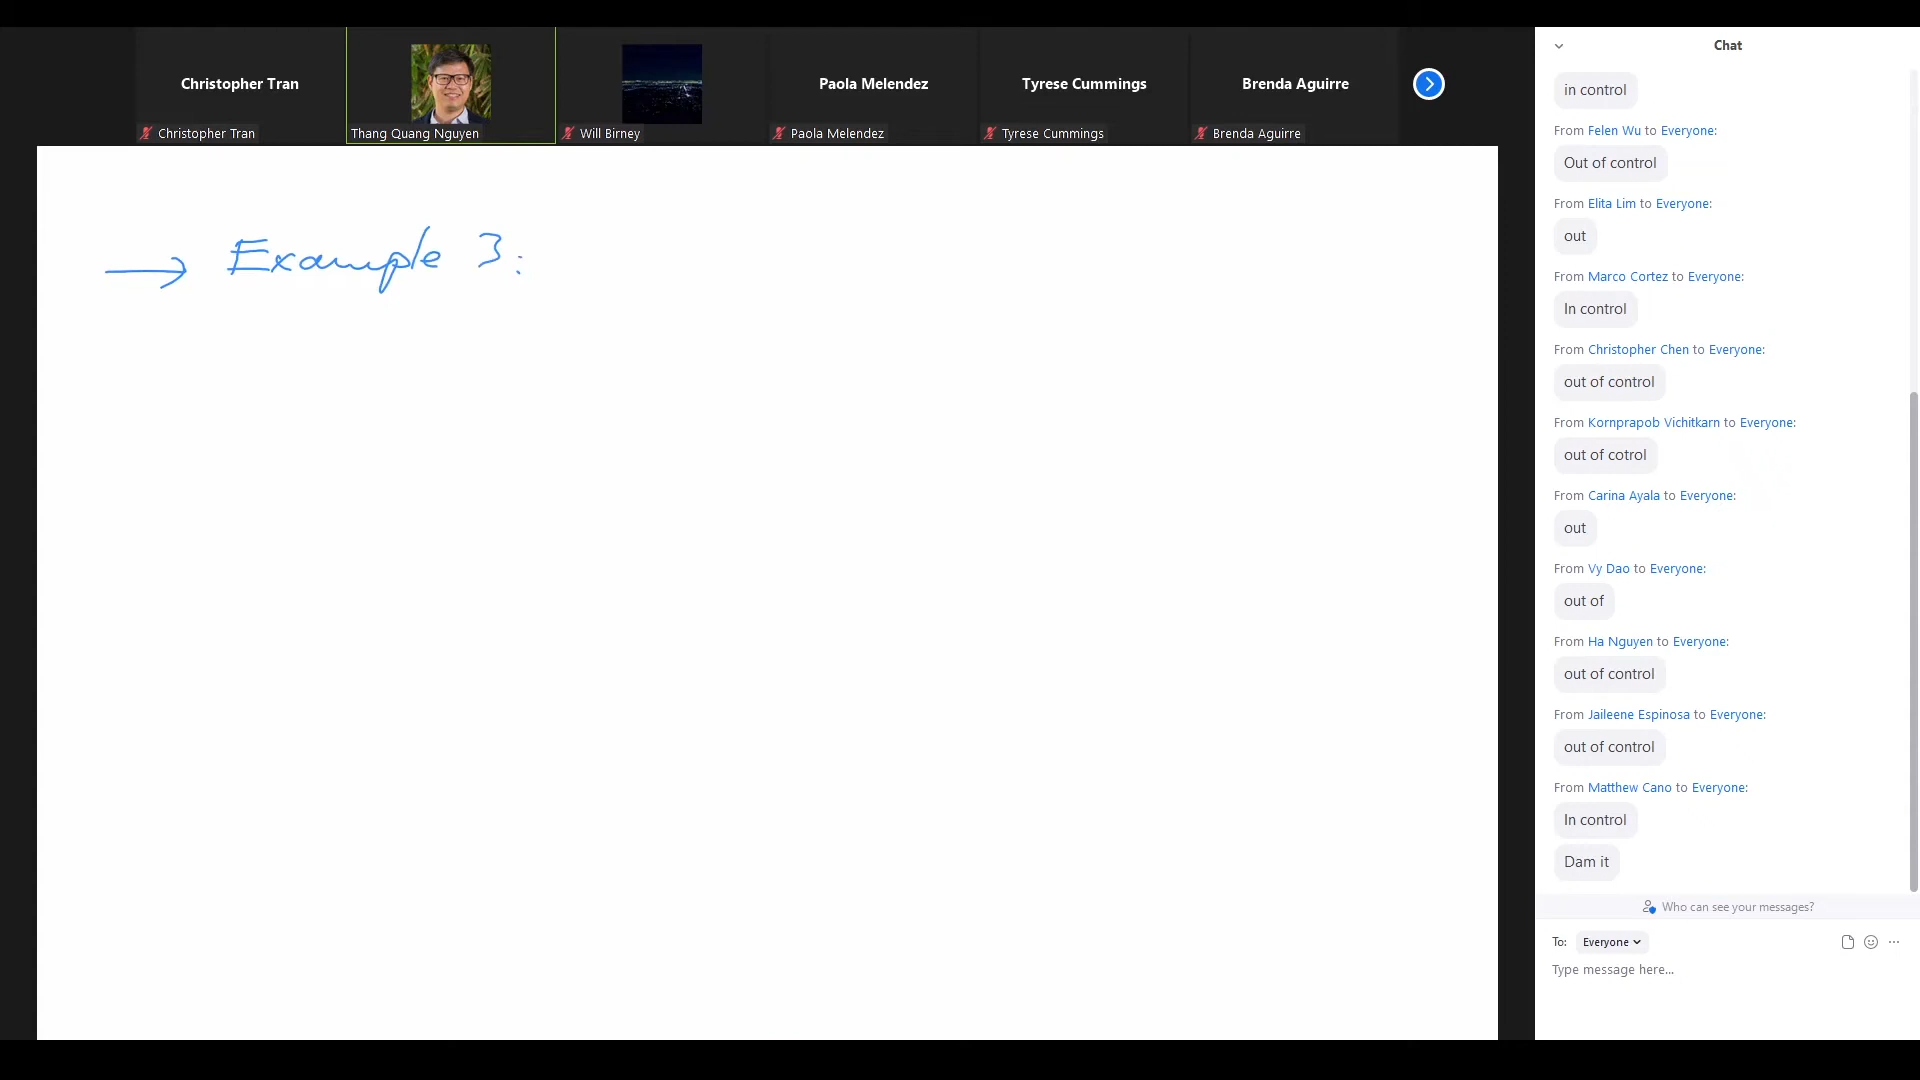 Christopher Tran
Christopher Tran
Thang Quang Nguyen
Will Birney
Paola Melendez
Paola Melendez
Tyrese Cummings
Tyrese Cummings
Brenda Aguirre
Brenda Aguirre
→ Example 3:
Chat
in control
From Felen Wu to Everyone:
Out of control
From Elita Lim to Everyone:
out
From Marco Cortez to Everyone:
In control
From Christopher Chen to Everyone:
out of control
From Kornprapob Vichitkarn to Everyone:
out of cotrol
From Carina Ayala to Everyone:
out
From Vy Dao to Everyone:
out of
From Ha Nguyen to Everyone:
out of control
From Jaileene Espinosa to Everyone:
out of control
From Matthew Cano to Everyone:
In control
Dam it
Who can see your messages?
To: Everyone
Type message here...